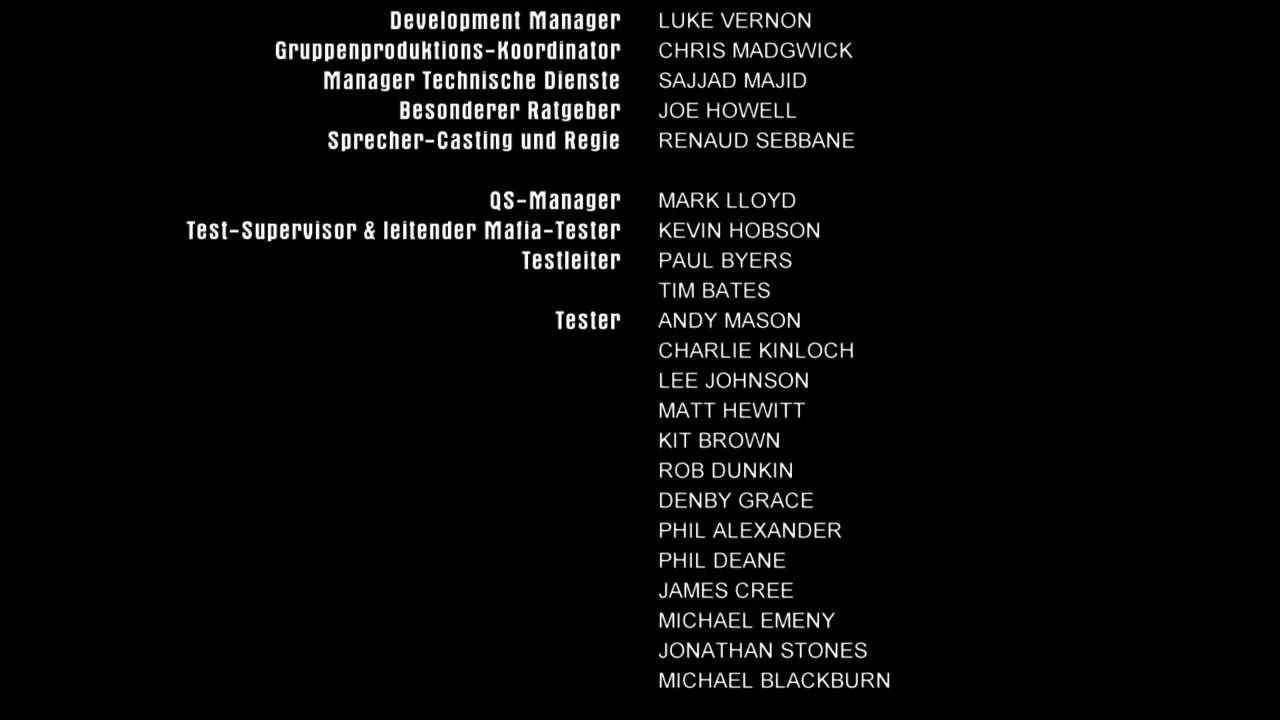 Development Manager LUKE VERNON
Gruppenproduktions-Koordinator CHRIS MADGWICK
Manager Technische Dienste SAJJAD MAJID
Besonderer Ratgeber JOE HOWELL
Sprecher-Casting und Regie RENAUD SEBBANE
QS-Manager MARK LLOYD
Test-Supervisor & leitender Mafia-Tester KEVIN HOBSON
Testleiter PAUL BYERS
TIM BATES
Tester ANDY MASON
CHARLIE KINLOCH
LEE JOHNSON
MATT HEWITT
KIT BROWN
ROB DUNKIN
DENBY GRACE
PHIL ALEXANDER
PHIL DEANE
JAMES CREE
MICHAEL EMENY
JONATHAN STONES
MICHAEL BLACKBURN